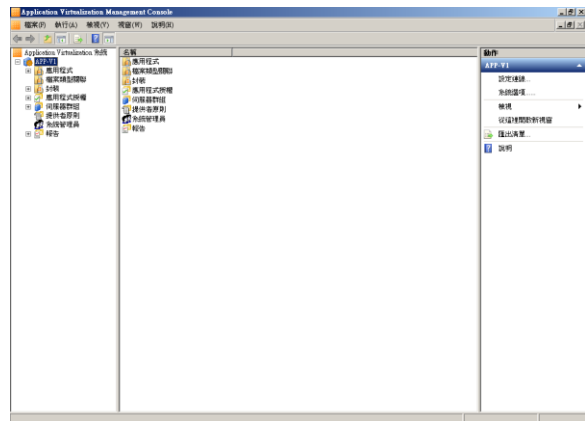 Application Virtualization Management Console
檔案(F) 執行(A) 檢視(V) 視窗(W) 說明(H)
Application Virtualization 系統
APP-V1
應用程式
檔案類型關聯
封裝
應用程式授權
伺服器群組
提供者原則
系統管理員
報告
名稱
應用程式
檔案類型關聯
封裝
應用程式授權
伺服器群組
提供者原則
系統管理員
報告
動作
APP-V1
設定連線...
系統選項....
檢視
從這裡開啟新視窗
匯出清單...
說明